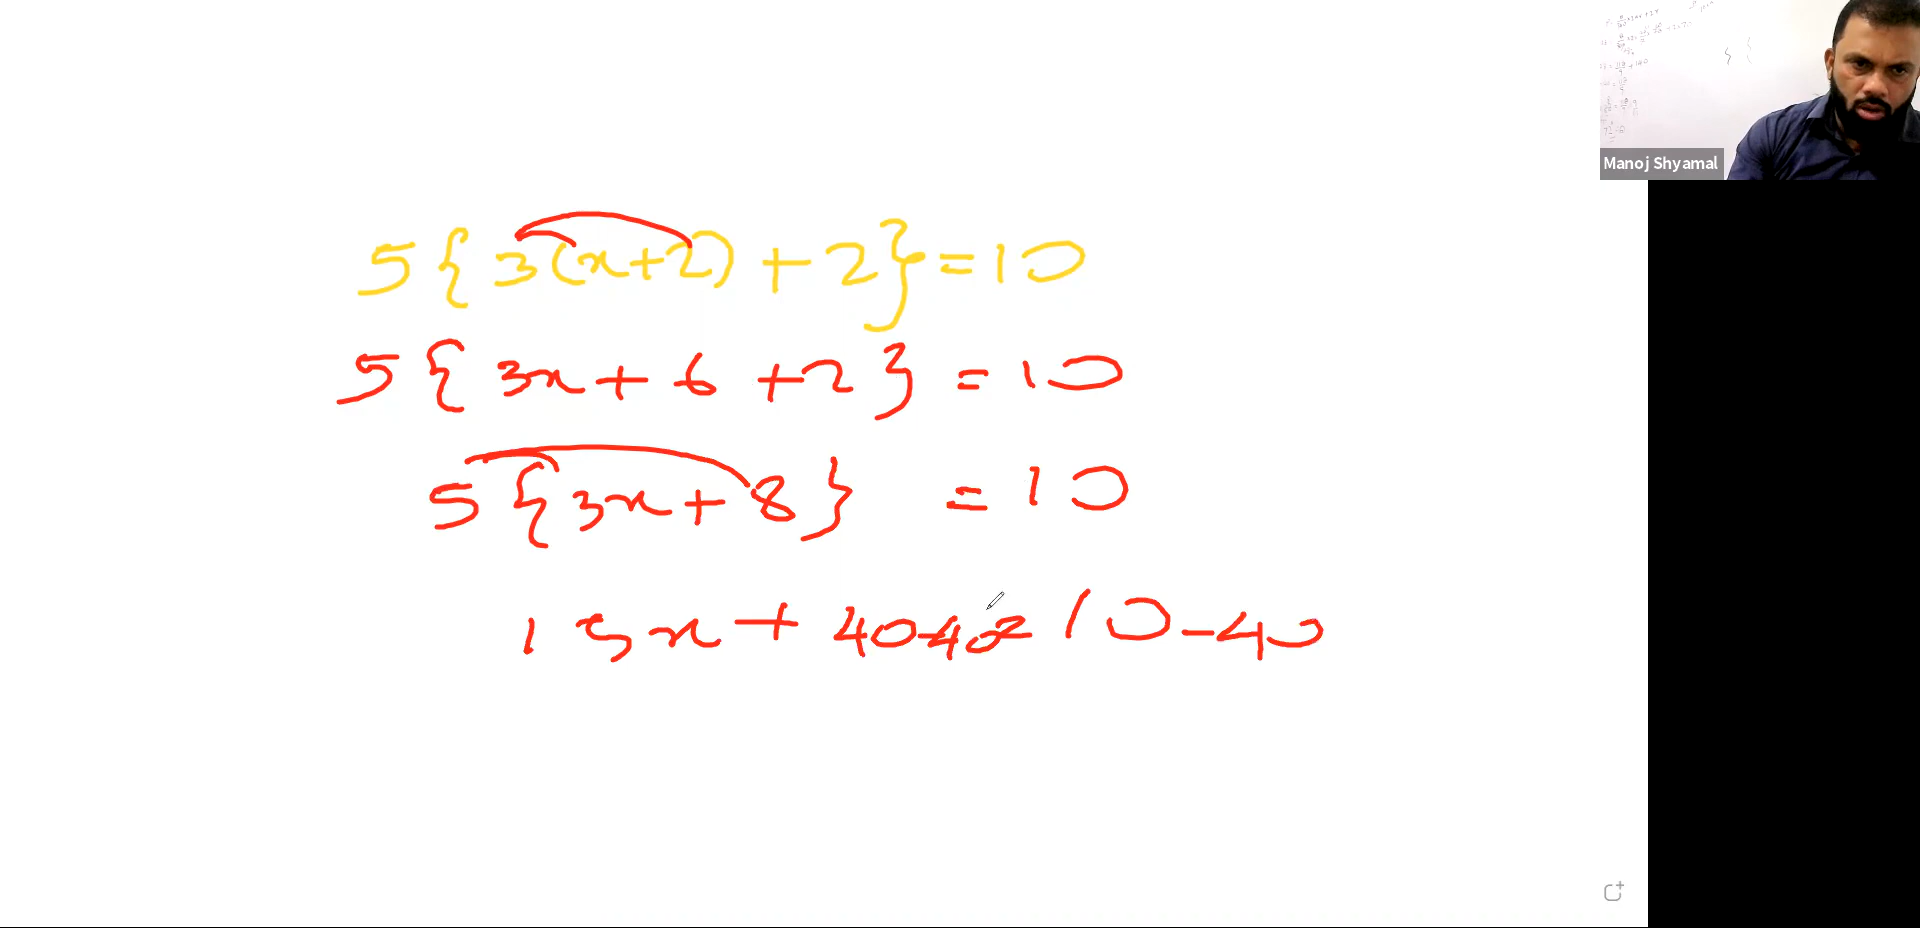 5{3(x+2)+2}=10
5{3x+6+2}=10
5{3x+8} =10
15x+40-40=10-40
Manoj Shyamal